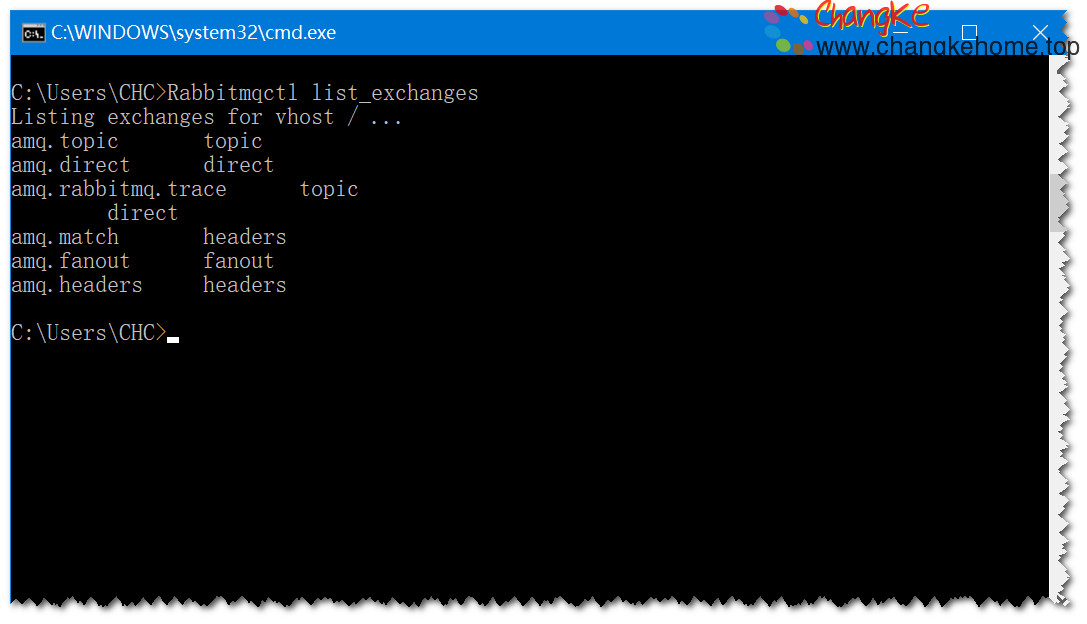 ChangKe
C:\WINDOWS\system32\cmd.exe
www.changkehome.top
C:\Users\CHC>Rabbitmqctl list_exchanges
Listing exchanges for vhost / ...
amq.topic       topic
amq.direct      direct
amq.rabbitmq.trace      topic
        direct
amq.match       headers
amq.fanout      fanout
amq.headers     headers
C:\Users\CHC>